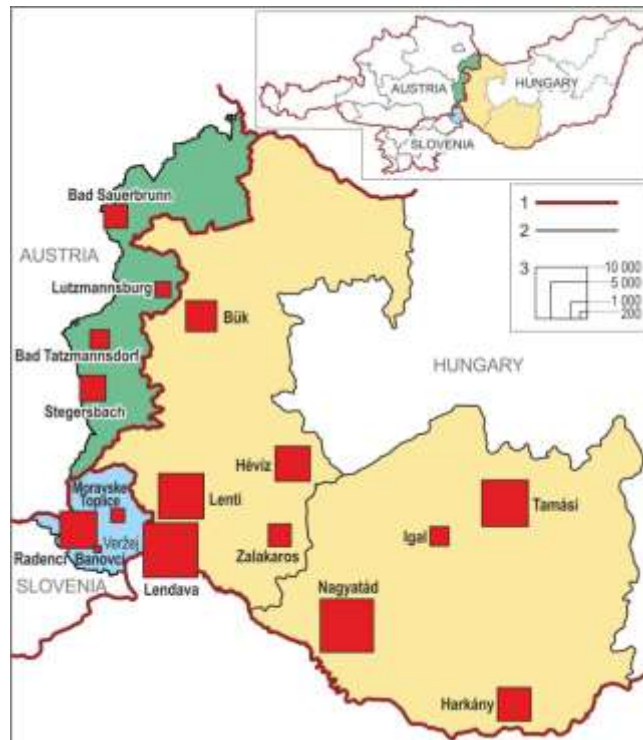 AUSTRIA
HUNGARY
SLOVENIA
1
2
3
10 000
5 000
1 000
200
Bad Sauerbrunn
AUSTRIA
Lutzmannsburg
Bük
Bad Tatzmannsdorf
HUNGARY
Stegersbach
Hévíz
Moravske
Toplice
Lenti
Tamási
Igal
Veržej
Zalakaros
Radenci
Banovci
SLOVENIA
Lendava
Nagyatád
Harkány